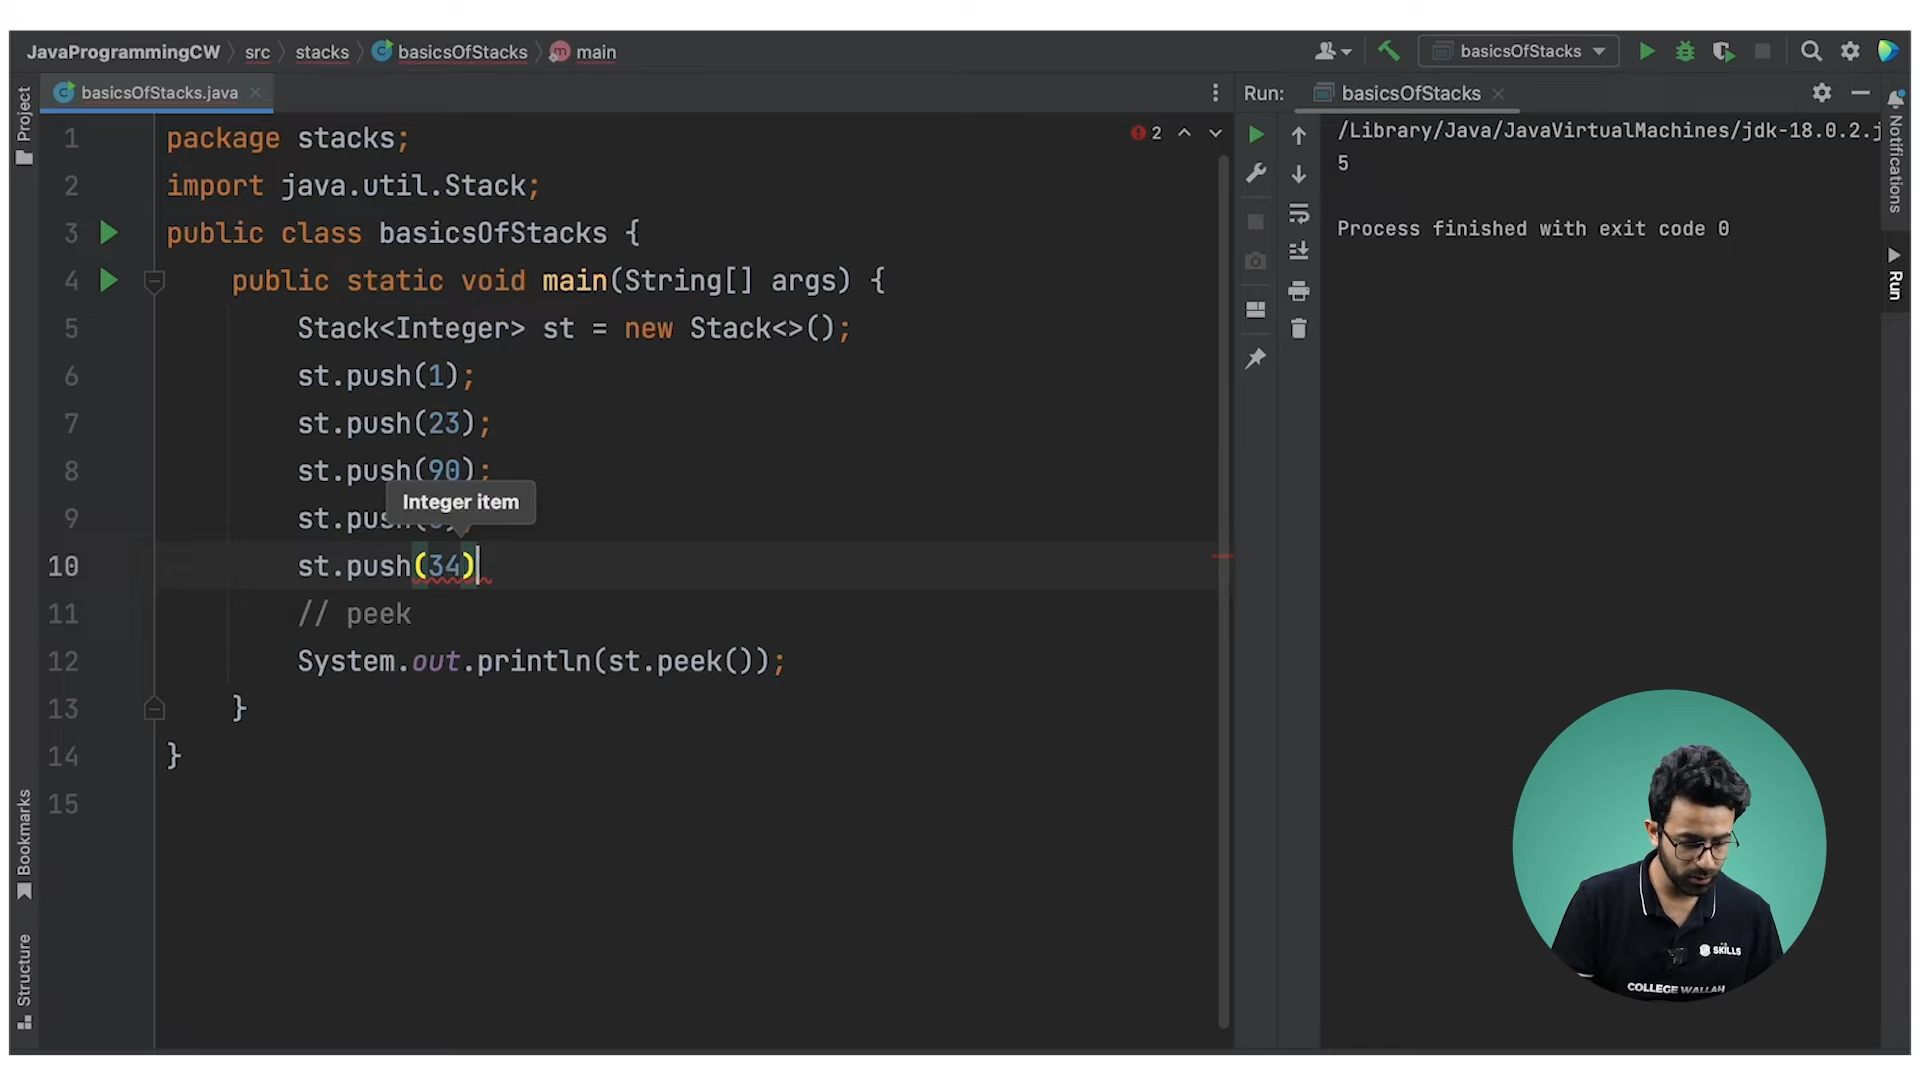 JavaProgrammingCW src stacks basicsOfStacks main
basicsOfStacks
Project
basicsOfStacks.java
Run: basicsOfStacks
1 package stacks;
2
2 import java.util.Stack;
3 public class basicsOfStacks {
4 public static void main(String[] args) {
5 Stack<Integer> st = new Stack<>();
6 st.push(1);
7 st.push(23);
8 st.push(90);
Integer item
9 st.push(
10 st.push(34)
11 // peek
12 System.out.println(st.peek());
13 }
14 }
15
/Library/Java/JavaVirtualMachines/jdk-18.0.2.j
5
Process finished with exit code 0
Notifications
Run
Bookmarks
Structure
SKILLS
COLLEGE WALLAH